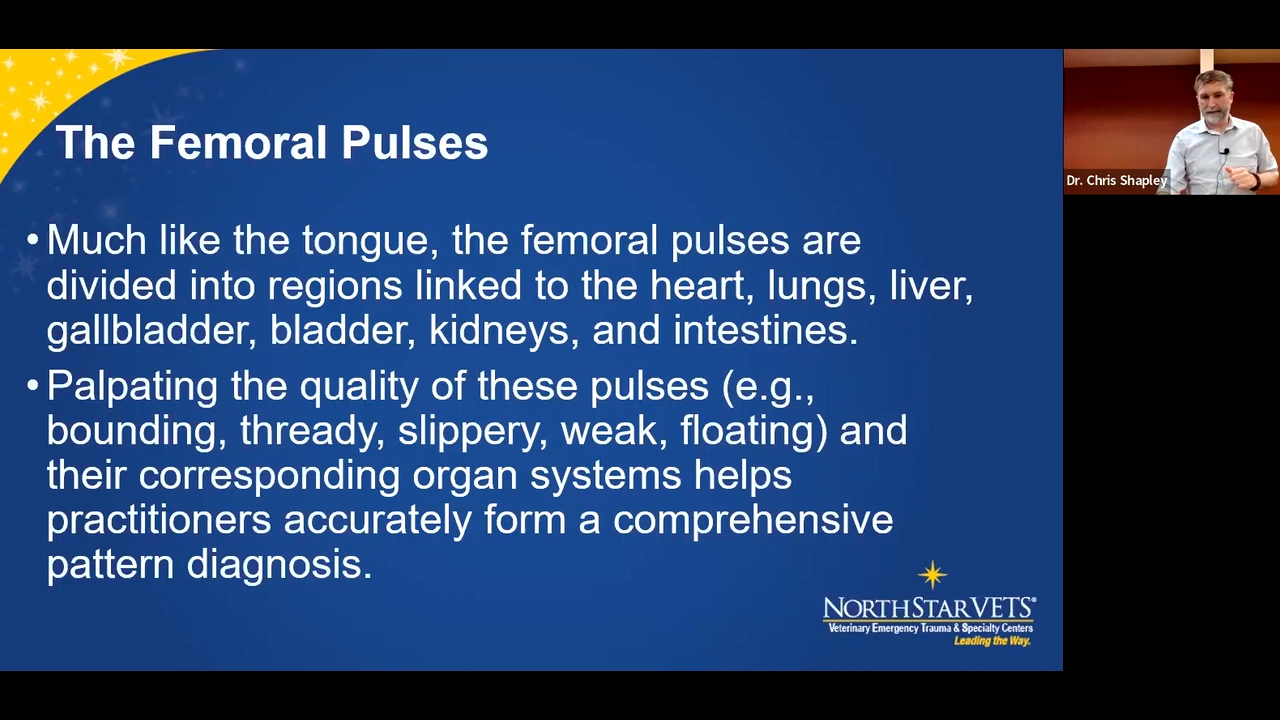 The Femoral Pulses
• Much like the tongue, the femoral pulses are
divided into regions linked to the heart, lungs, liver,
gallbladder, bladder, kidneys, and intestines.
• Palpating the quality of these pulses (e.g.,
bounding, thready, slippery, weak, floating) and
their corresponding organ systems helps
practitioners accurately form a comprehensive
pattern diagnosis.
NORTHSTAR VETS®
Veterinary Emergency Trauma & Specialty Centers
Leading the Way.
Dr. Chris Shapley